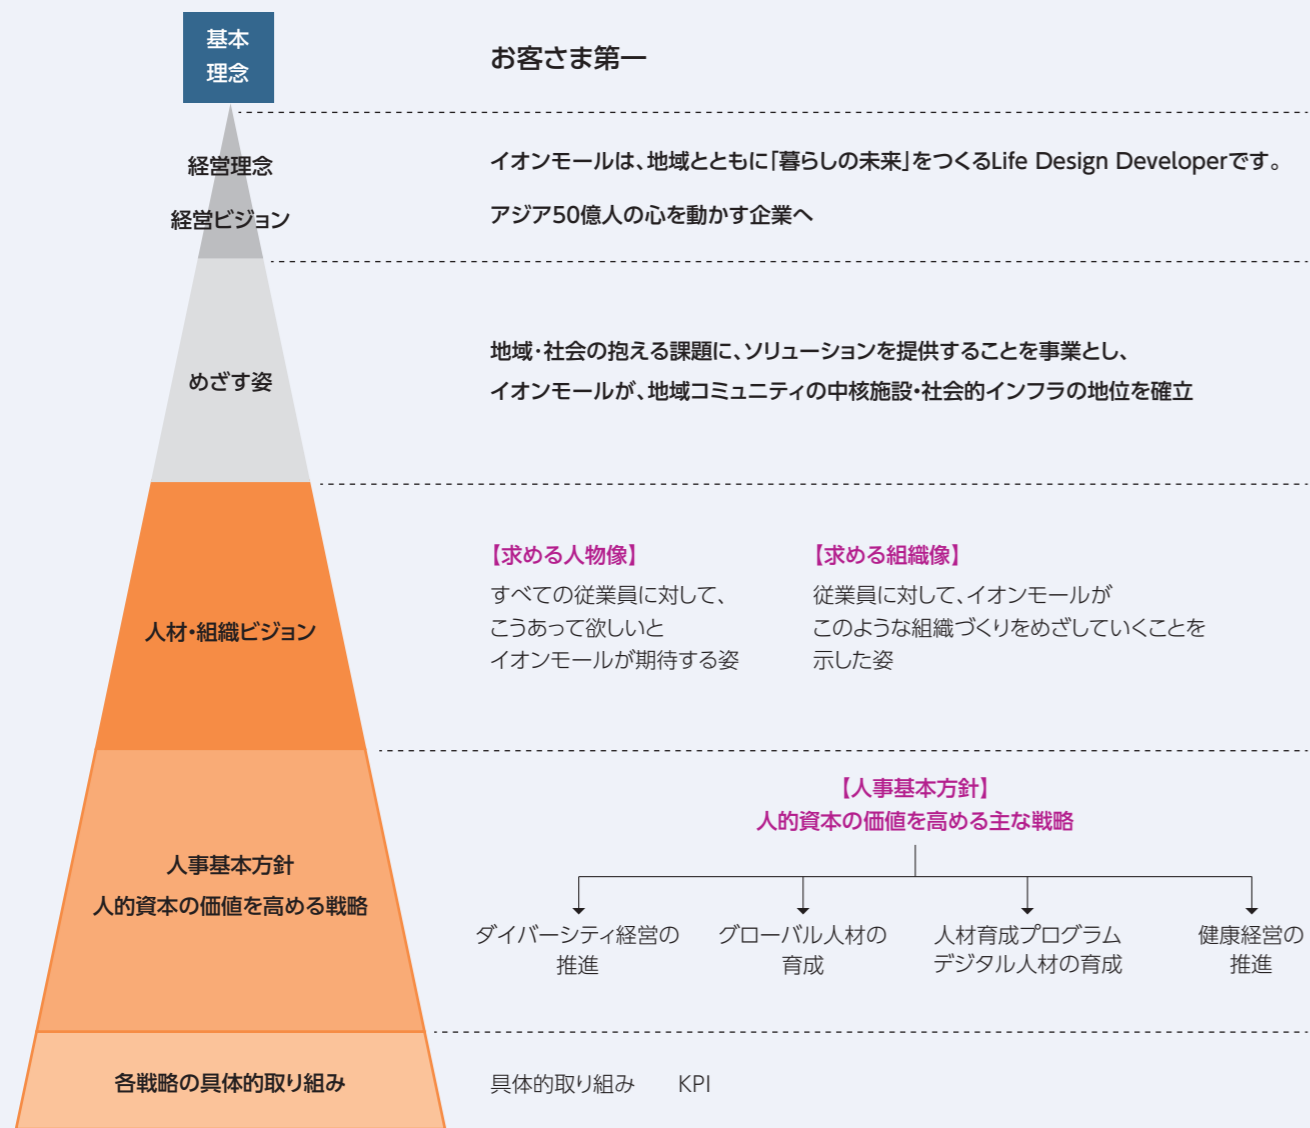 基本
理念
お客さま第一
経営理念
イオンモールは、地域とともに「暮らしの未来」をつくるLife Design Developerです。
経営ビジョン
アジア50億人の心を動かす企業へ
めざす姿
地域・社会の抱える課題に、ソリューションを提供することを事業とし、
イオンモールが、地域コミュニティの中核施設・社会的インフラの地位を確立
人材・組織ビジョン
【求める人物像】
すべての従業員に対して、
こうあって欲しいと
イオンモールが期待する姿
【求める組織像】
従業員に対して、イオンモールが
このような組織づくりをめざしていくことを
示した姿
人事基本方針
人的資本の価値を高める戦略
【人事基本方針】
人的資本の価値を高める主な戦略
ダイバーシティ経営の
推進
グローバル人材の
育成
人材育成プログラム
デジタル人材の育成
健康経営の
推進
各戦略の具体的取り組み
具体的取り組み KPI